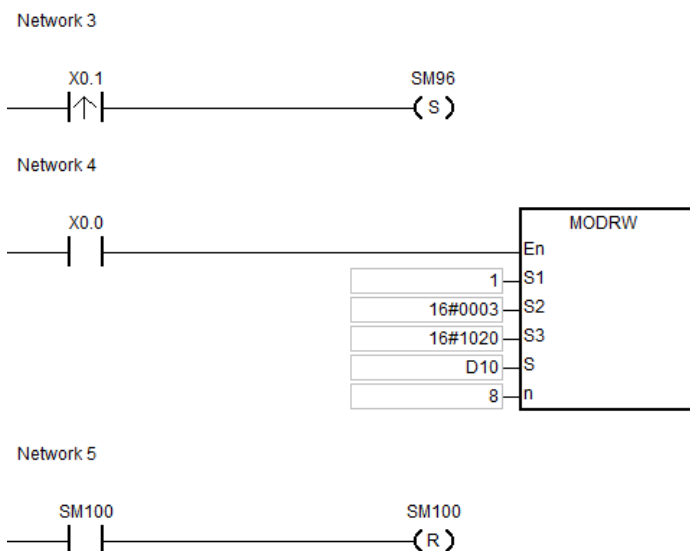 Network 3
X0.1 SM96
( S )
Network 4
X0.0 MODRW
En
1 S1
16#0003 S2
16#1020 S3
D10 S
8 n
Network 5
SM100 SM100
( R )